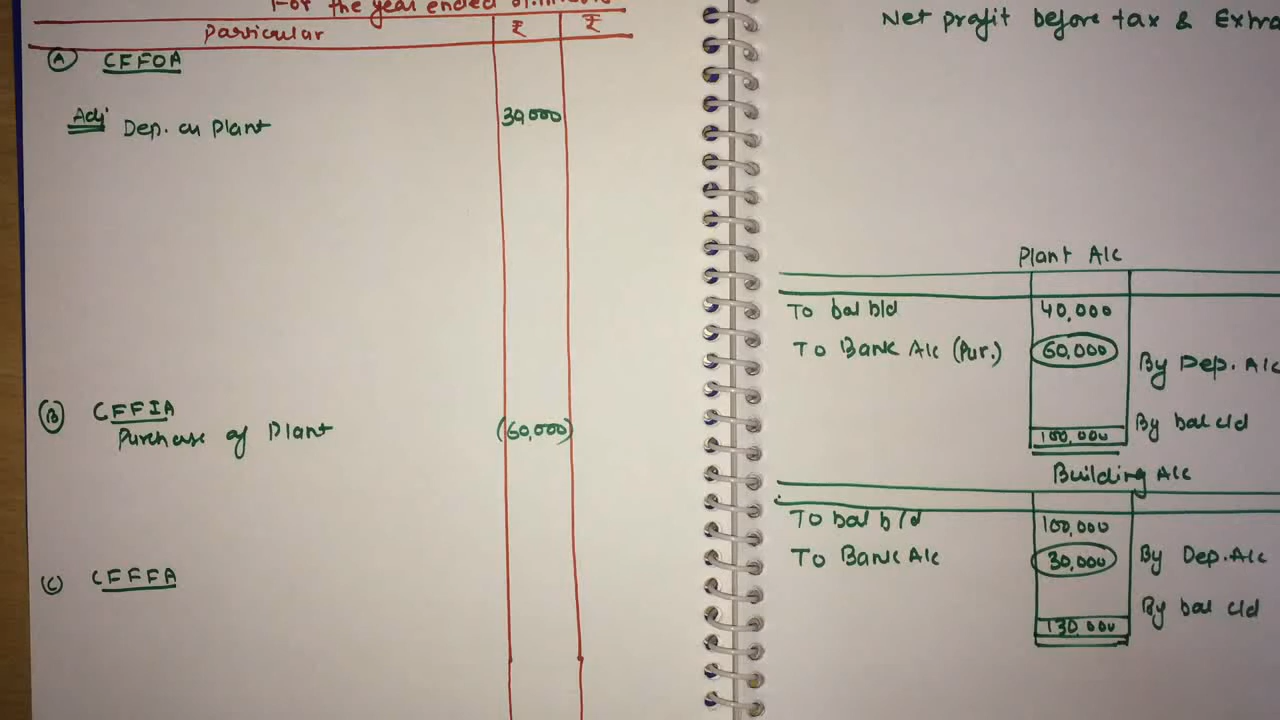 For the year ended
Particular ₹ ₹
(A) CFFOA
Adj Dep. on Plant 30,000
(B) CFFIA
Purchase of Plant (60,000)
(C) CFFFA
Net profit before tax & Extra
Plant A/c
To bal b/d 40,000
To Bank A/c (Pur.) 60,000
By Dep. A/c
By bal c/d
100,000
Building A/c
To bal b/d 100,000
To Bank A/c 30,000 By Dep. A/c
By bal c/d
130,000